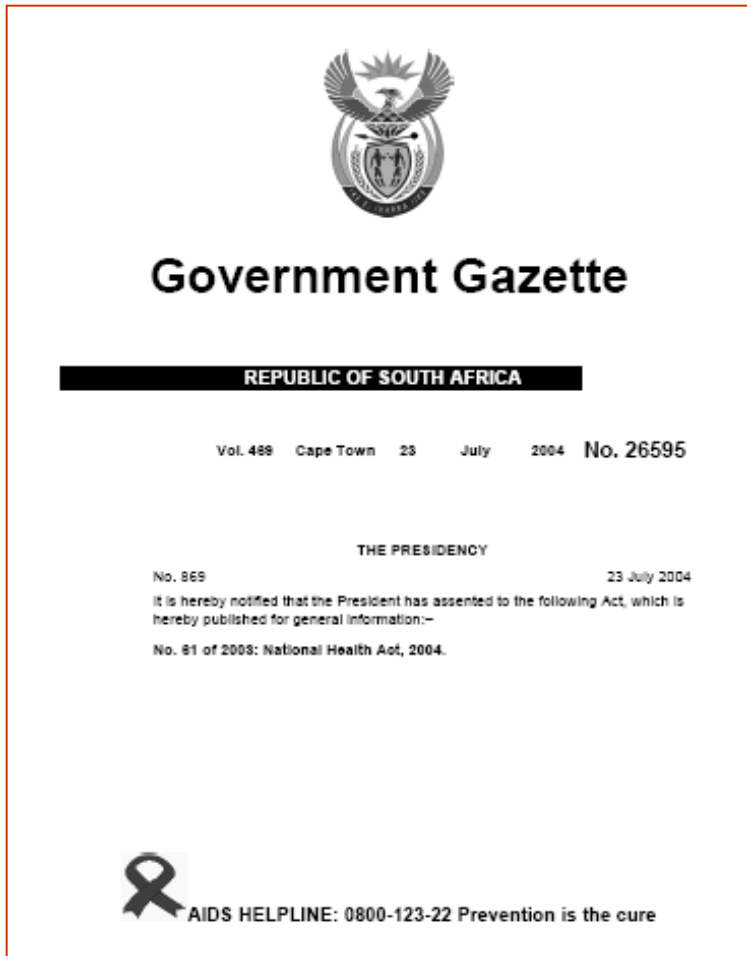 Government Gazette
REPUBLIC OF SOUTH AFRICA
Vol. 469 Cape Town 23 July 2004 No. 26595
THE PRESIDENCY
No. 869 23 July 2004
It is hereby notified that the President has assented to the following Act, which is
hereby published for general information:–
No. 61 of 2003: National Health Act, 2004.
AIDS HELPLINE: 0800-123-22 Prevention is the cure